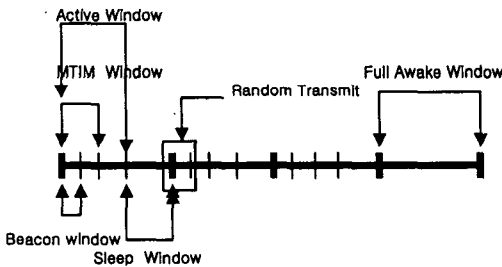 Active Window
MTIM Window
Random Transmit
Full Awake Window
Beacon window
Sleep Window